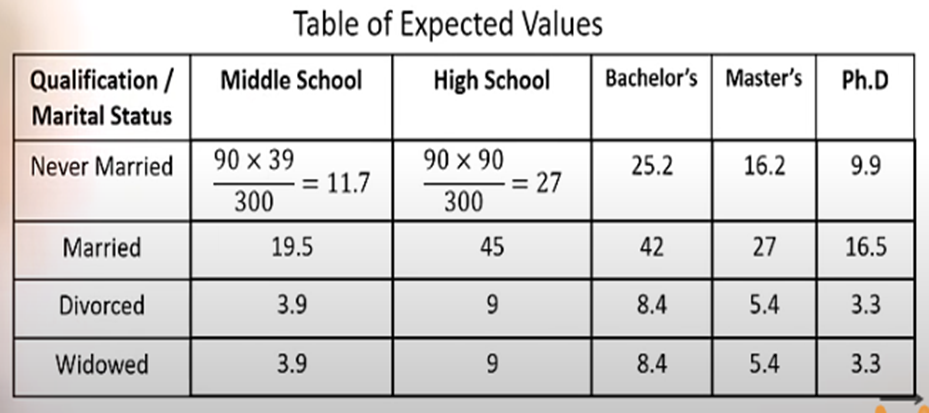 Table of Expected Values
Qualification / Middle School High School Bachelor's Master's Ph.D
Marital Status
Never Married 90 × 39 / 300 = 11.7 90 × 90 / 300 = 27 25.2 16.2 9.9
Married 19.5 45 42 27 16.5
Divorced 3.9 9 8.4 5.4 3.3
Widowed 3.9 9 8.4 5.4 3.3